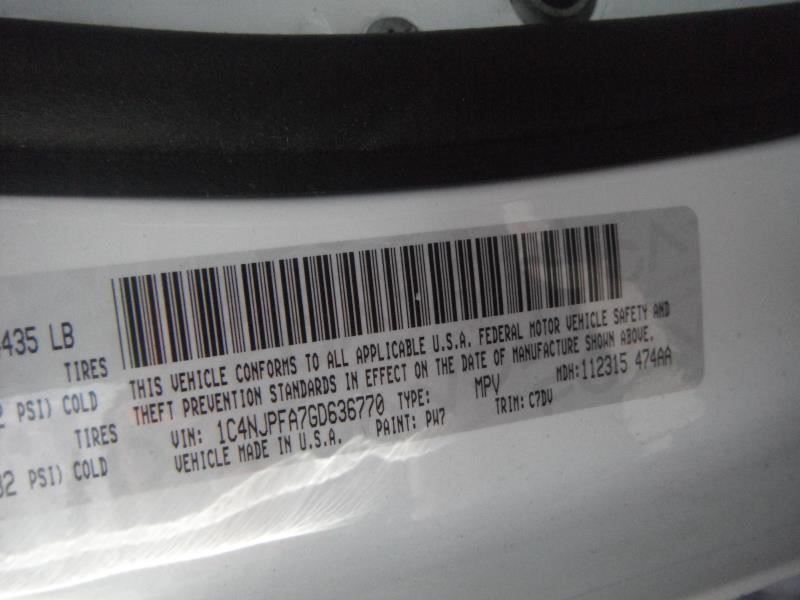 435 LB
TIRES
PSI) COLD
TIRES
PSI) COLD
THIS VEHICLE CONFORMS TO ALL APPLICABLE U.S.A. FEDERAL MOTOR VEHICLE SAFETY AND
THEFT PREVENTION STANDARDS IN EFFECT ON THE DATE OF MANUFACTURE SHOWN ABOVE.
VIN: 1C4NJPFA7GD636770 TYPE: MPV MDH:112315 474AA
VEHICLE MADE IN U.S.A. PAINT: PW7 TRIM: C7DV